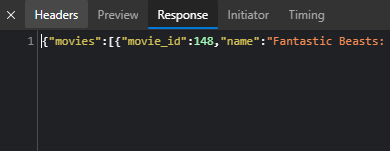 Headers Preview Response Initiator Timing
1 {"movies":[{"movie_id":148,"name":"Fantastic Beasts: